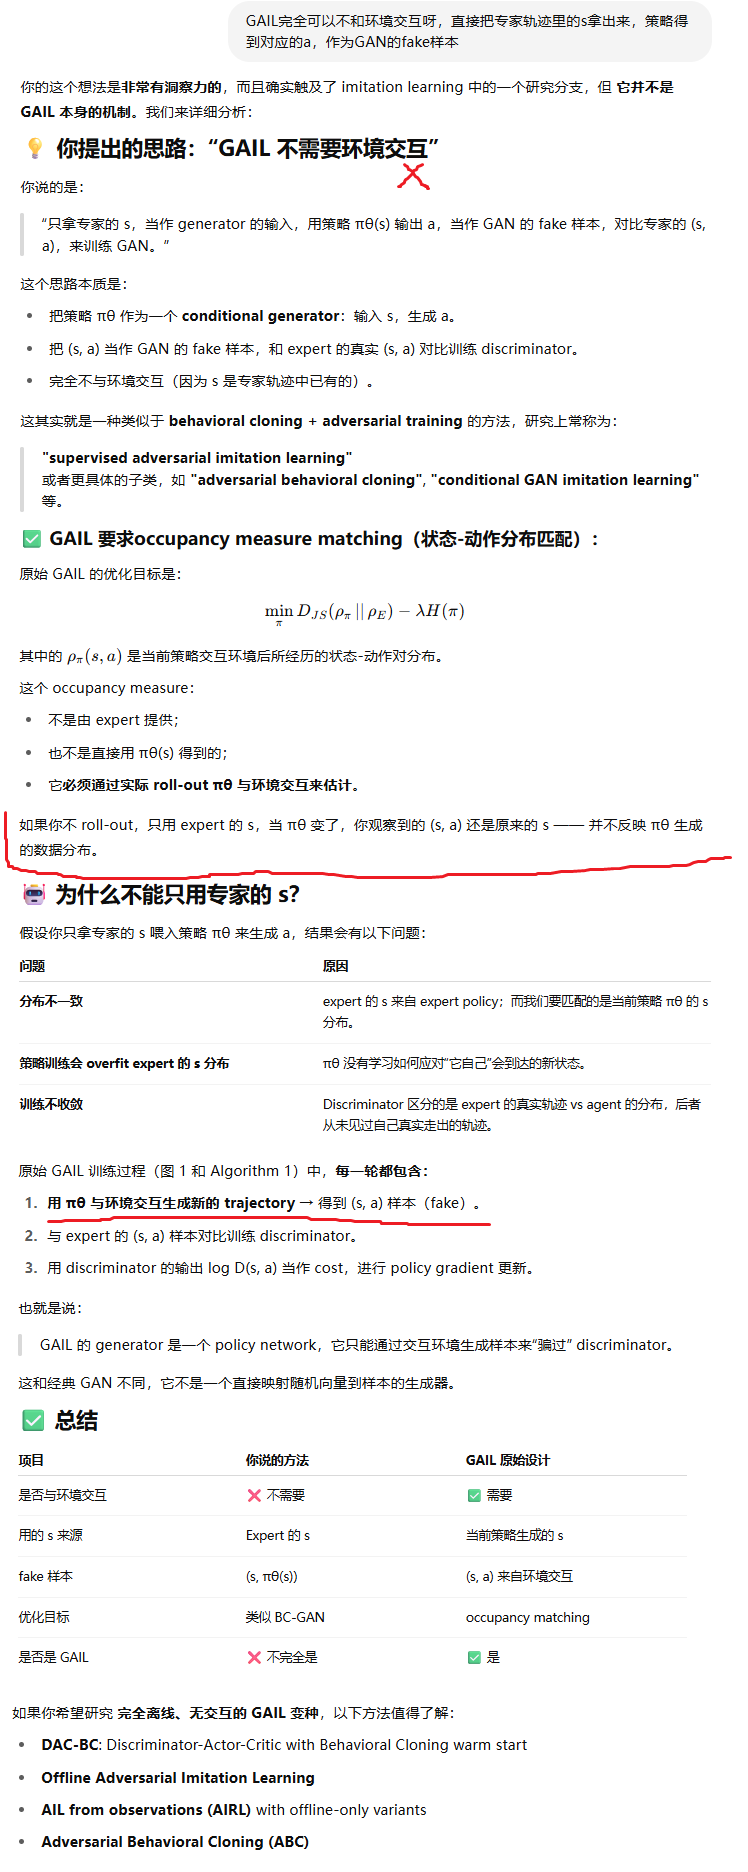 GAIL完全可以不和环境交互呀，直接把专家轨迹里的s拿出来，策略得
到对应的a，作为GAN的fake样本
你的这个想法是非常有洞察力的，而且确实触及了 imitation learning 中的一个研究分支，但 它并不是
GAIL 本身的机制。我们来详细分析：
💡 你提出的思路：“GAIL 不需要环境交互”
你说的是：
“只拿专家的 s，当作 generator 的输入，用策略 πθ(s) 输出 a，当作 GAN 的 fake 样本，对比专家的 (s,
a)，来训练 GAN。”
这个思路本质是：
• 把策略 πθ 作为一个 conditional generator：输入 s，生成 a。
• 把 (s, a) 当作 GAN 的 fake 样本，和 expert 的真实 (s, a) 对比训练 discriminator。
• 完全不与环境交互（因为 s 是专家轨迹中已有的）。
这其实就是一种类似于 behavioral cloning + adversarial training 的方法，研究上常称为：
"supervised adversarial imitation learning"
或者更具体的子类，如 "adversarial behavioral cloning", "conditional GAN imitation learning"
等。
✅ GAIL 要求occupancy measure matching（状态-动作分布匹配）：
原始 GAIL 的优化目标是：
min_π D_JS(ρ_π || ρ_E) − λH(π)
其中的 ρ_π(s, a) 是当前策略交互环境后所经历的状态-动作对分布。
这个 occupancy measure：
• 不是由 expert 提供；
• 也不是直接用 πθ(s) 得到的；
• 它必须通过实际 roll-out πθ 与环境交互来估计。
如果你不 roll-out，只用 expert 的 s，当 πθ 变了，你观察到的 (s, a) 还是原来的 s —— 并不反映 πθ 生成
的数据分布。
🤖 为什么不能只用专家的 s？
假设你只拿专家的 s 喂入策略 πθ 来生成 a，结果会有以下问题：
问题 原因
分布不一致 expert 的 s 来自 expert policy；而我们要匹配的是当前策略 πθ 的 s
分布。
策略训练会 overfit expert 的 s 分布 πθ 没有学习如何应对“它自己”会到达的新状态。
训练不收敛 Discriminator 区分的是 expert 的真实轨迹 vs agent 的分布，后者
从未见过自己真实走出的轨迹。
原始 GAIL 训练过程（图 1 和 Algorithm 1）中，每一轮都包含：
1. 用 πθ 与环境交互生成新的 trajectory → 得到 (s, a) 样本（fake）。
2. 与 expert 的 (s, a) 样本对比训练 discriminator。
3. 用 discriminator 的输出 log D(s, a) 当作 cost，进行 policy gradient 更新。
也就是说：
GAIL 的 generator 是一个 policy network，它只能通过交互环境生成样本来“骗过” discriminator。
这和经典 GAN 不同，它不是一个直接映射随机向量到样本的生成器。
✅ 总结
项目 你说的方法 GAIL 原始设计
是否与环境交互 ❌ 不需要 ✅ 需要
用的 s 来源 Expert 的 s 当前策略生成的 s
fake 样本 (s, πθ(s)) (s, a) 来自环境交互
优化目标 类似 BC-GAN occupancy matching
是否是 GAIL ❌ 不完全是 ✅ 是
如果你希望研究 完全离线、无交互的 GAIL 变种，以下方法值得了解：
• DAC-BC: Discriminator-Actor-Critic with Behavioral Cloning warm start
• Offline Adversarial Imitation Learning
• AIL from observations (AIRL) with offline-only variants
• Adversarial Behavioral Cloning (ABC)